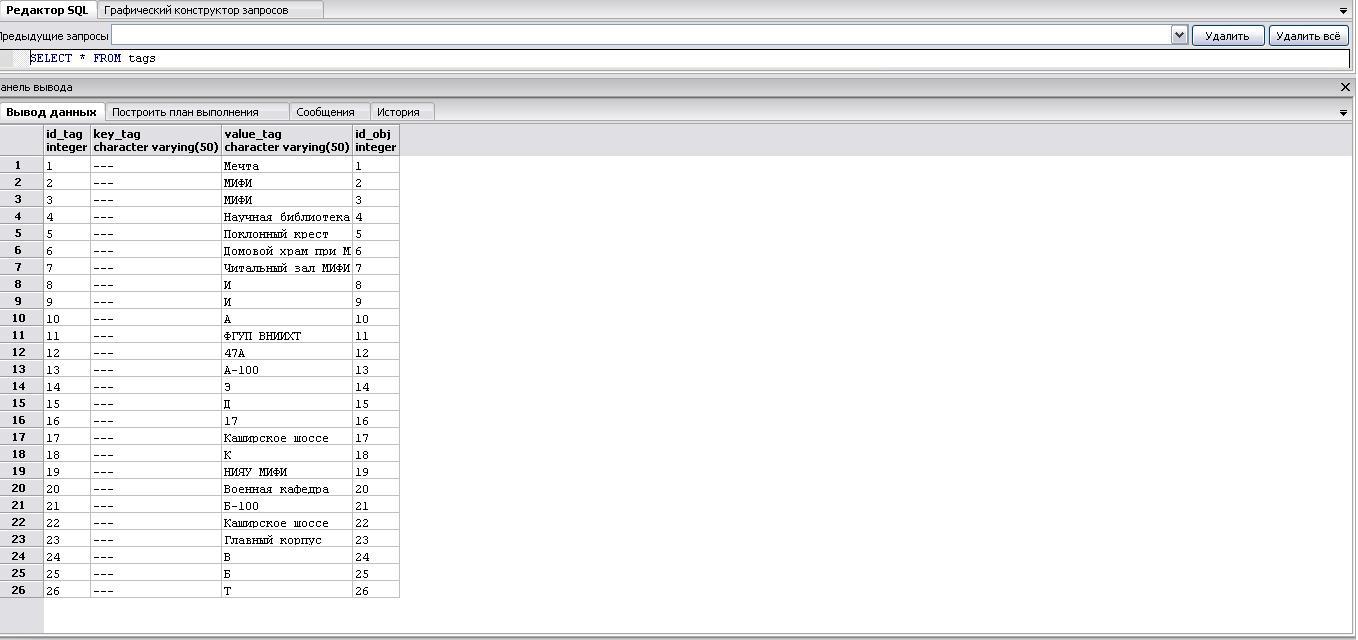 Редактор SQL Графический конструктор запросов
Предыдущие запросы Удалить Удалить всё
SELECT * FROM tags
анель вывода
Вывод данных Построить план выполнения Сообщения История
id_tag key_tag value_tag id_obj
integer character varying(50) character varying(50) integer
1 1 --- Мечта 1
2 2 --- МИФИ 2
3 3 --- МИФИ 3
4 4 --- Научная библиотека 4
5 5 --- Поклонный крест 5
6 6 --- Домовой храм при М 6
7 7 --- Читальный зал МИФИ 7
8 8 --- И 8
9 9 --- И 9
10 10 --- А 10
11 11 --- ФГУП ВНИИХТ 11
12 12 --- 47А 12
13 13 --- А-100 13
14 14 --- Э 14
15 15 --- Д 15
16 16 --- 17 16
17 17 --- Каширское шоссе 17
18 18 --- К 18
19 19 --- НИЯУ МИФИ 19
20 20 --- Военная кафедра 20
21 21 --- Б-100 21
22 22 --- Каширское шоссе 22
23 23 --- Главный корпус 23
24 24 --- В 24
25 25 --- Б 25
26 26 --- Т 26